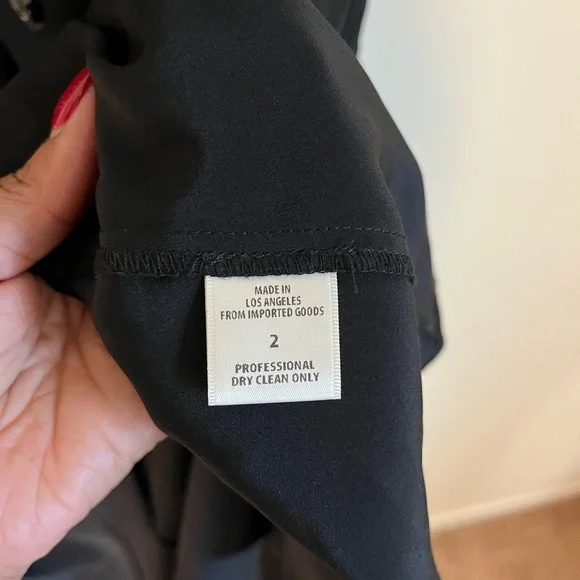 MADE IN
LOS ANGELES
FROM IMPORTED GOODS
2
PROFESSIONAL
DRY CLEAN ONLY